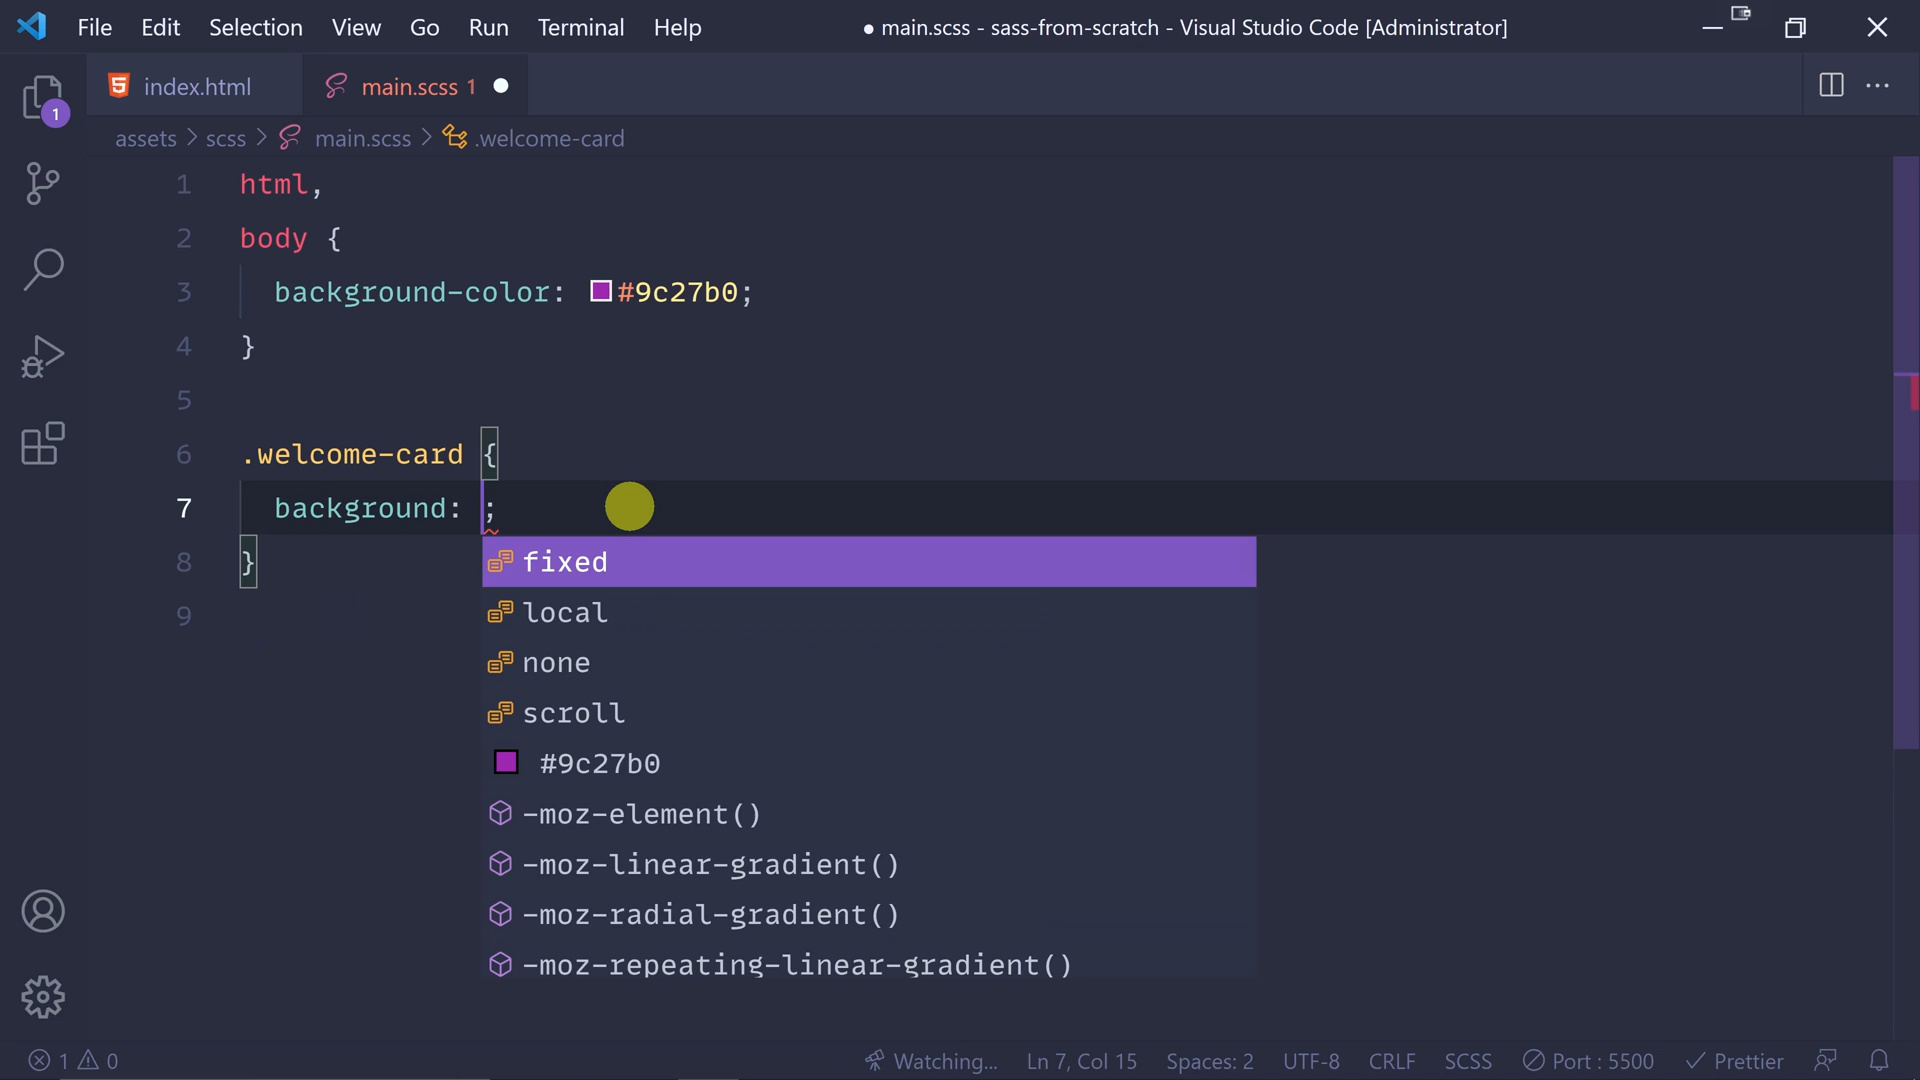 File Edit Selection View Go Run Terminal Help ● main.scss - sass-from-scratch - Visual Studio Code [Administrator]
index.html main.scss 1
1
assets > scss > main.scss > .welcome-card
1 html,
2 body {
3 background-color: #9c27b0;
4 }
5
6 .welcome-card {
7 background: ;
8 }
9
fixed
local
none
scroll
#9c27b0
-moz-element()
-moz-linear-gradient()
-moz-radial-gradient()
-moz-repeating-linear-gradient()
1 0 Watching... Ln 7, Col 15 Spaces: 2 UTF-8 CRLF SCSS Port : 5500 Prettier